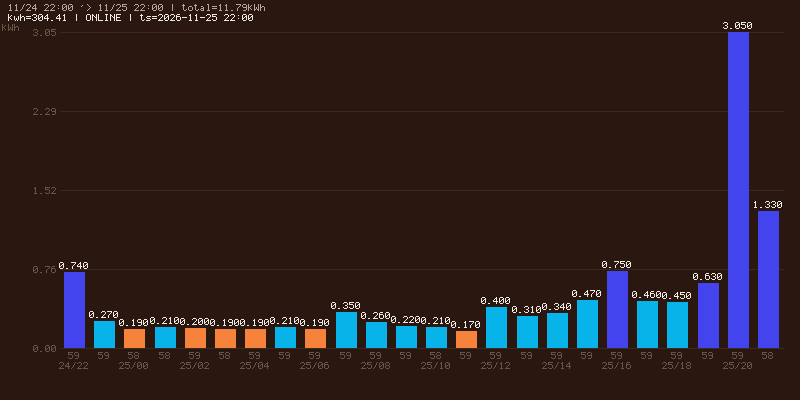 11/24 22:00 -> 11/25 22:00 | total=11.79kWh
Kwh=304.41 | ONLINE | ts=2026-11-25 22:00
kWh
3.05
2.29
1.52
0.76
0.00
0.740 0.270 0.190 0.210 0.200 0.190 0.190 0.210 0.190 0.350 0.260 0.220 0.210 0.170 0.400 0.310 0.340 0.470 0.750 0.460 0.450 0.630 3.050 1.330
59 59 58 58 59 58 59 59 59 59 59 59 58 59 59 59 59 59 59 59 59 59 59 58
24/22 25/00 25/02 25/04 25/06 25/08 25/10 25/12 25/14 25/16 25/18 25/20